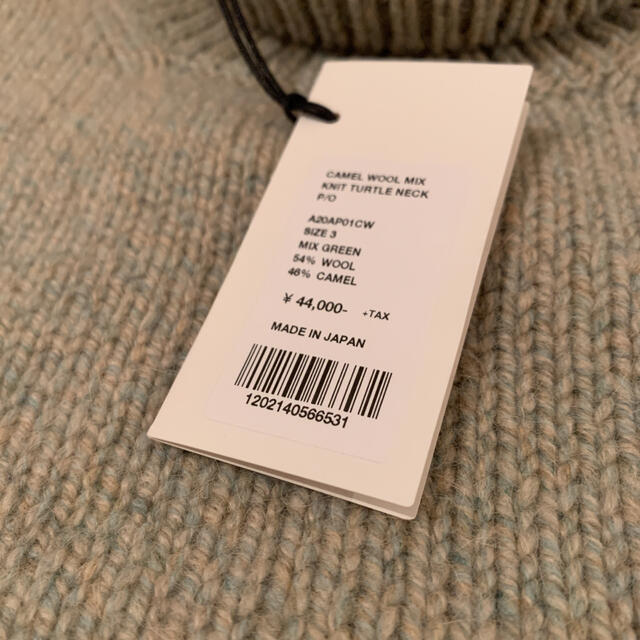 CAMEL WOOL MIX
KNIT TURTLE NECK
P/O
A20AP01CW
SIZE 3
MIX GREEN
54% WOOL
46% CAMEL
¥ 44,000- +TAX
MADE IN JAPAN
1202140566531